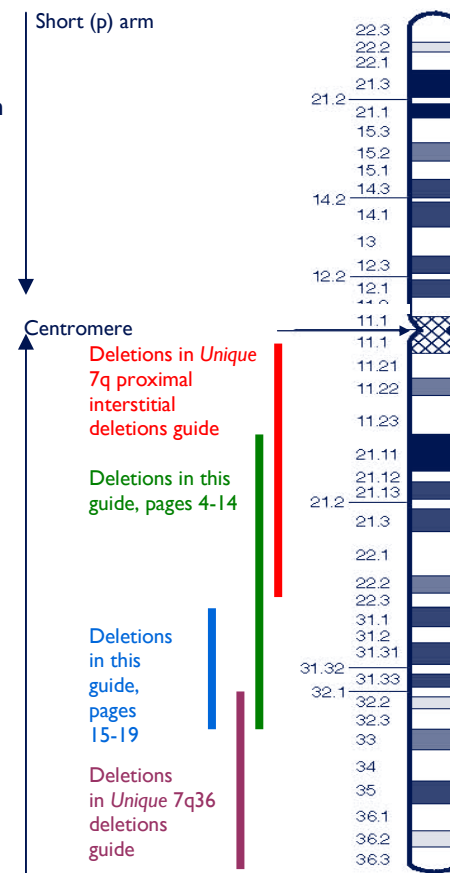 Short (p) arm
22.3
22.2
22.1
21.3
21.2
21.1
15.3
15.2
15.1
14.3
14.2
14.1
13
12.3
12.2
12.1
11.1
Centromere
11.1
Deletions in Unique
7q proximal
interstitial
deletions guide
11.21
11.22
11.23
Deletions in this
guide, pages 4-14
21.11
21.12
21.13
21.2
21.3
22.1
22.2
22.3
31.1
31.2
31.31
31.32
31.33
32.1
32.2
32.3
33
Deletions
in this
guide,
pages
15-19
34
35
36.1
36.2
36.3
Deletions
in Unique 7q36
deletions
guide